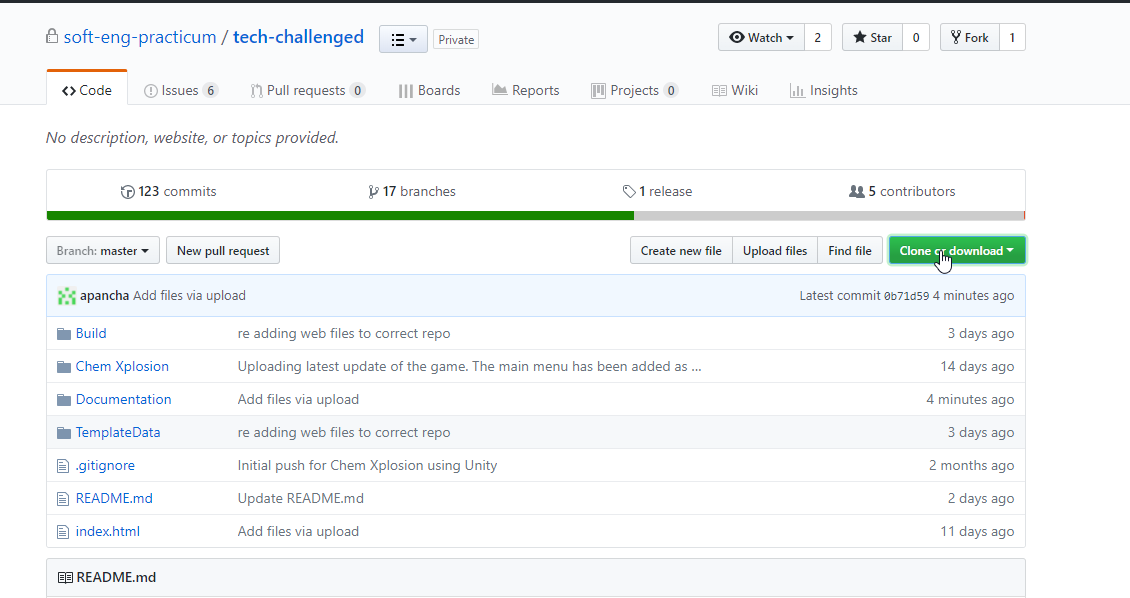 soft-eng-practicum / tech-challenged Private Watch 2 Star 0 Fork 1
Code Issues 6 Pull requests 0 Boards Reports Projects 0 Wiki Insights
No description, website, or topics provided.
123 commits 17 branches 1 release 5 contributors
Branch: master New pull request Create new file Upload files Find file Clone or download
apancha Add files via upload Latest commit 0b71d59 4 minutes ago
Build re adding web files to correct repo 3 days ago
Chem Xplosion Uploading latest update of the game. The main menu has been added as ... 14 days ago
Documentation Add files via upload 4 minutes ago
TemplateData re adding web files to correct repo 3 days ago
.gitignore Initial push for Chem Xplosion using Unity 2 months ago
README.md Update README.md 2 days ago
index.html Add files via upload 11 days ago
README.md